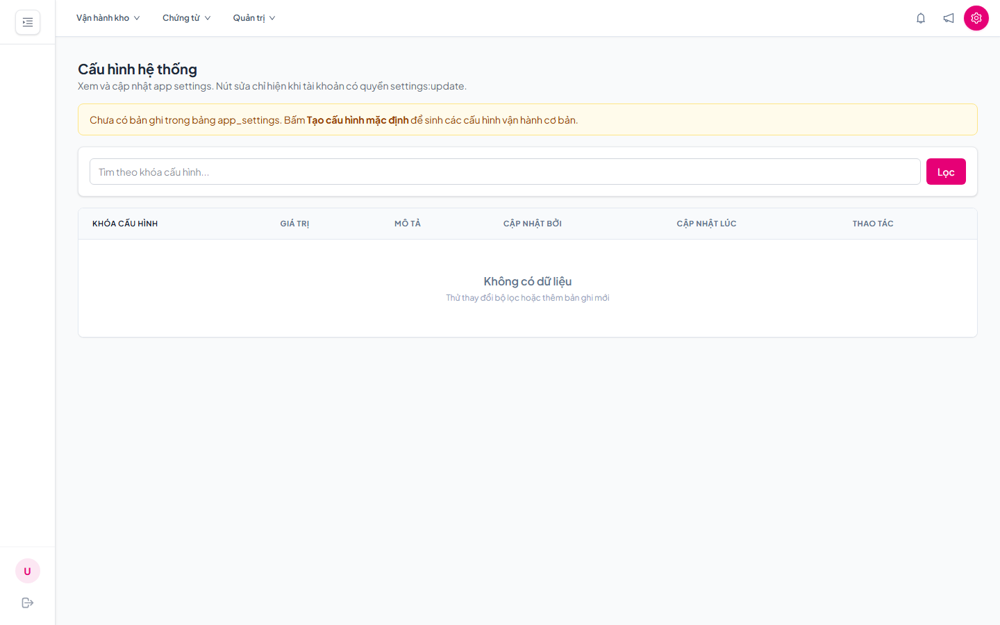 Vận hành kho
Chứng từ
Quản trị
Cấu hình hệ thống
Xem và cập nhật app settings. Nút sửa chỉ hiện khi tài khoản có quyền settings:update.
Chưa có bản ghi trong bảng app_settings. Bấm Tạo cấu hình mặc định để sinh các cấu hình vận hành cơ bản.
Tìm theo khóa cấu hình...
Lọc
KHÓA CẤU HÌNH
GIÁ TRỊ
MÔ TẢ
CẬP NHẬT BỞI
CẬP NHẬT LÚC
THAO TÁC
Không có dữ liệu
Thử thay đổi bộ lọc hoặc thêm bản ghi mới
U